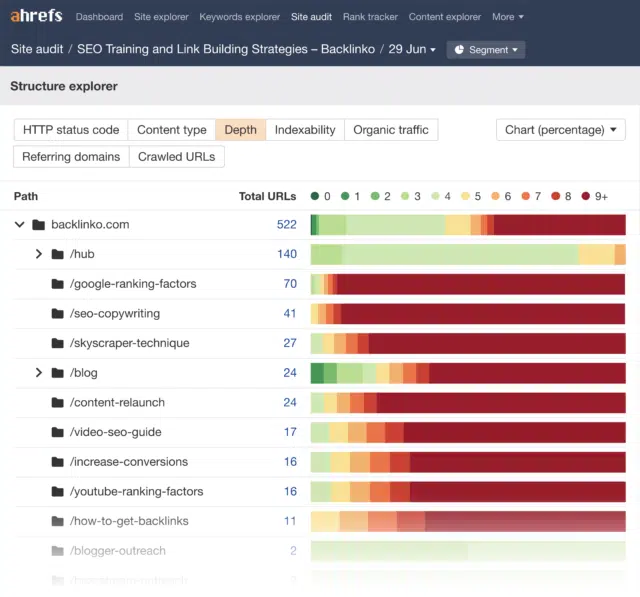 ahrefs Dashboard Site explorer Keywords explorer Site audit Rank tracker Content explorer More
Site audit / SEO Training and Link Building Strategies – Backlinko / 29 Jun Segment
Structure explorer
HTTP status code Content type Depth Indexability Organic traffic Chart (percentage)
Referring domains Crawled URLs
Path Total URLs 0 1 2 3 4 5 6 7 8 9+
backlinko.com 522
/hub 140
/google-ranking-factors 70
/seo-copywriting 41
/skyscraper-technique 27
/blog 24
/content-relaunch 24
/video-seo-guide 17
/increase-conversions 16
/youtube-ranking-factors 16
/how-to-get-backlinks 11
/blogger-outreach 2